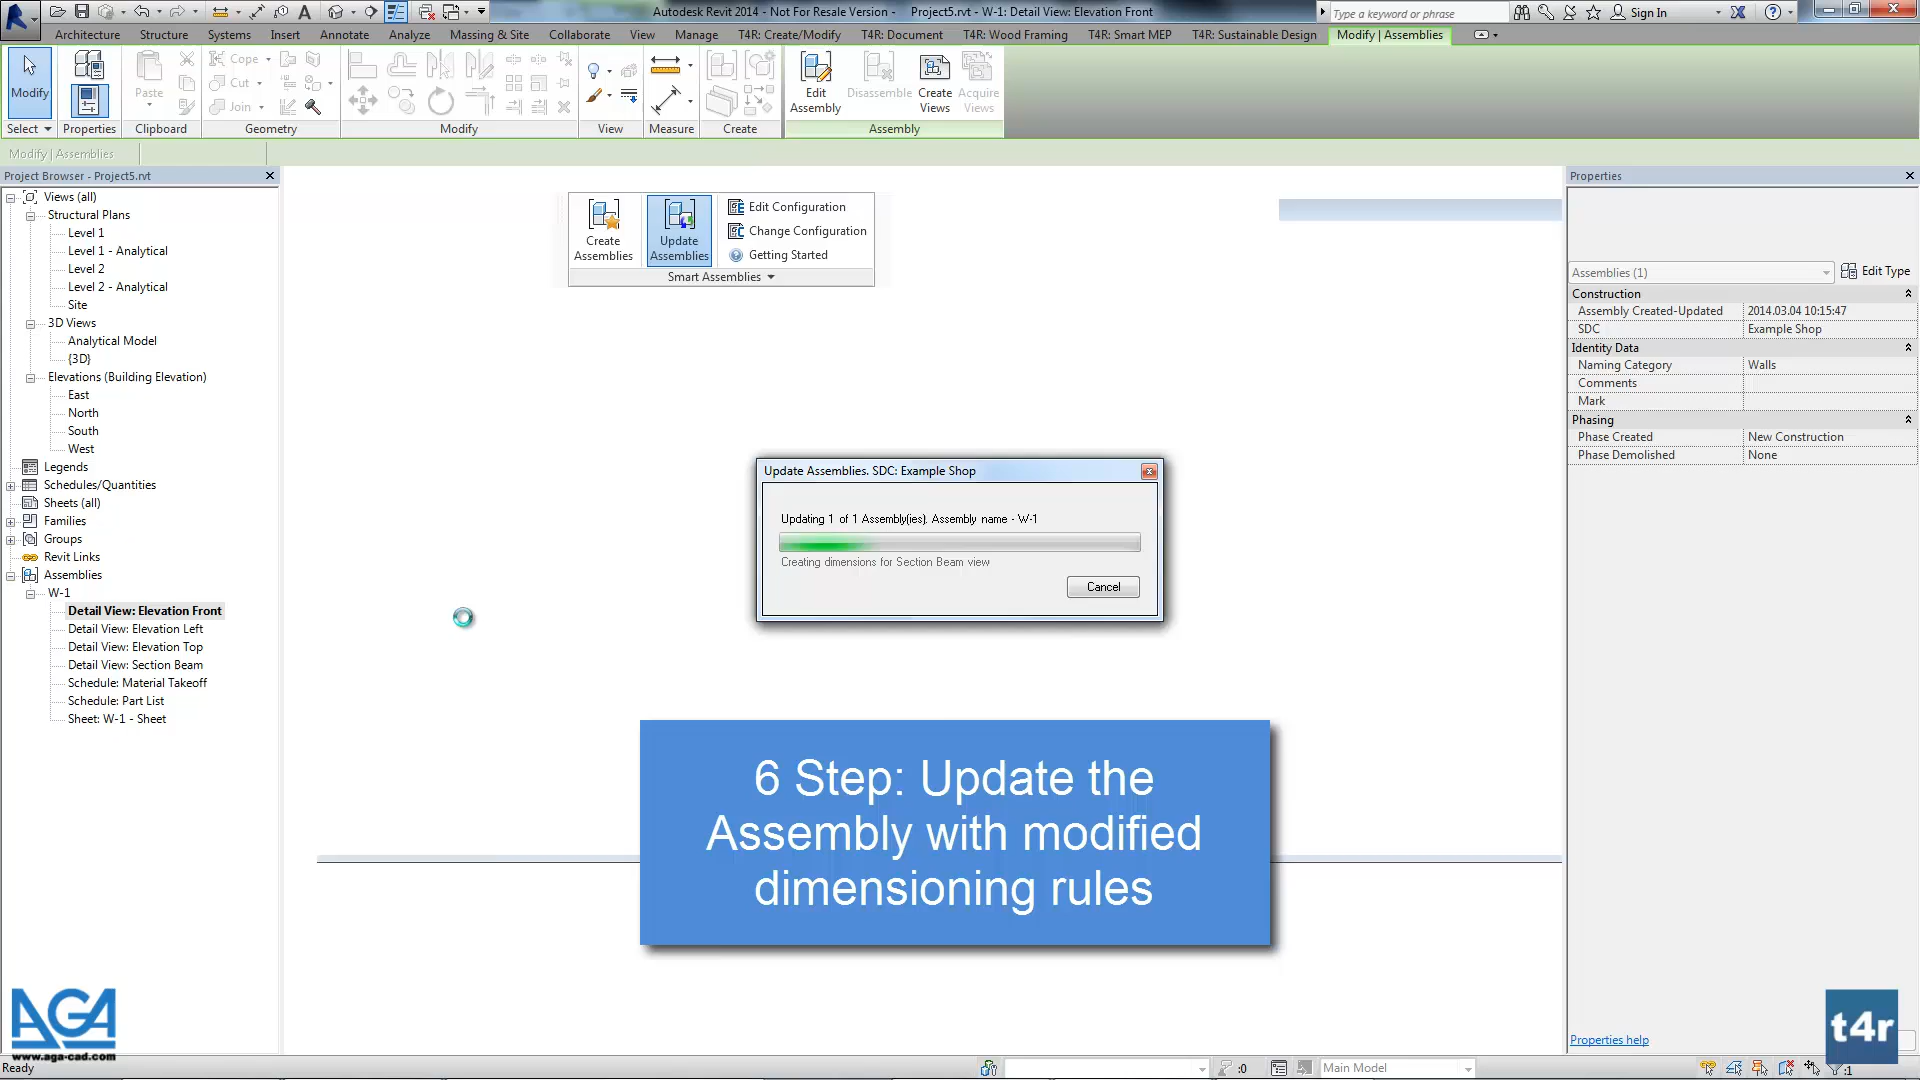 Autodesk Revit 2014 - Not For Resale Version - Project5.rvt - W-1: Detail View: Elevation Front
Type a keyword or phrase
Sign In
Architecture Structure Systems Insert Annotate Analyze Massing & Site Collaborate View Manage T4R: Create/Modify T4R: Document T4R: Wood Framing T4R: Smart MEP T4R: Sustainable Design Modify | Assemblies
Modify
Paste
Cope
Cut
Join
Edit
Assembly
Disassemble
Create
Views
Acquire
Views
Select Properties Clipboard Geometry Modify View Measure Create Assembly
Modify | Assemblies
Project Browser - Project5.rvt
Views (all)
Structural Plans
Level 1
Level 1 - Analytical
Level 2
Level 2 - Analytical
Site
3D Views
Analytical Model
{3D}
Elevations (Building Elevation)
East
North
South
West
Legends
Schedules/Quantities
Sheets (all)
Families
Groups
Revit Links
Assemblies
W-1
Detail View: Elevation Front
Detail View: Elevation Left
Detail View: Elevation Top
Detail View: Section Beam
Schedule: Material Takeoff
Schedule: Part List
Sheet: W-1 - Sheet
Create
Assemblies
Update
Assemblies
Edit Configuration
Change Configuration
Getting Started
Smart Assemblies
Update Assemblies. SDC: Example Shop
Updating 1 of 1 Assembly(ies). Assembly name - W-1
Creating dimensions for Section Beam view
Cancel
6 Step: Update the
Assembly with modified
dimensioning rules
Properties
Assemblies (1)
Edit Type
Construction
Assembly Created-Updated 2014.03.04 10:15:47
SDC Example Shop
Identity Data
Naming Category Walls
Comments
Mark
Phasing
Phase Created New Construction
Phase Demolished None
Properties help
AGA
www.aga-cad.com
t4r
Ready
:0
Main Model
:1